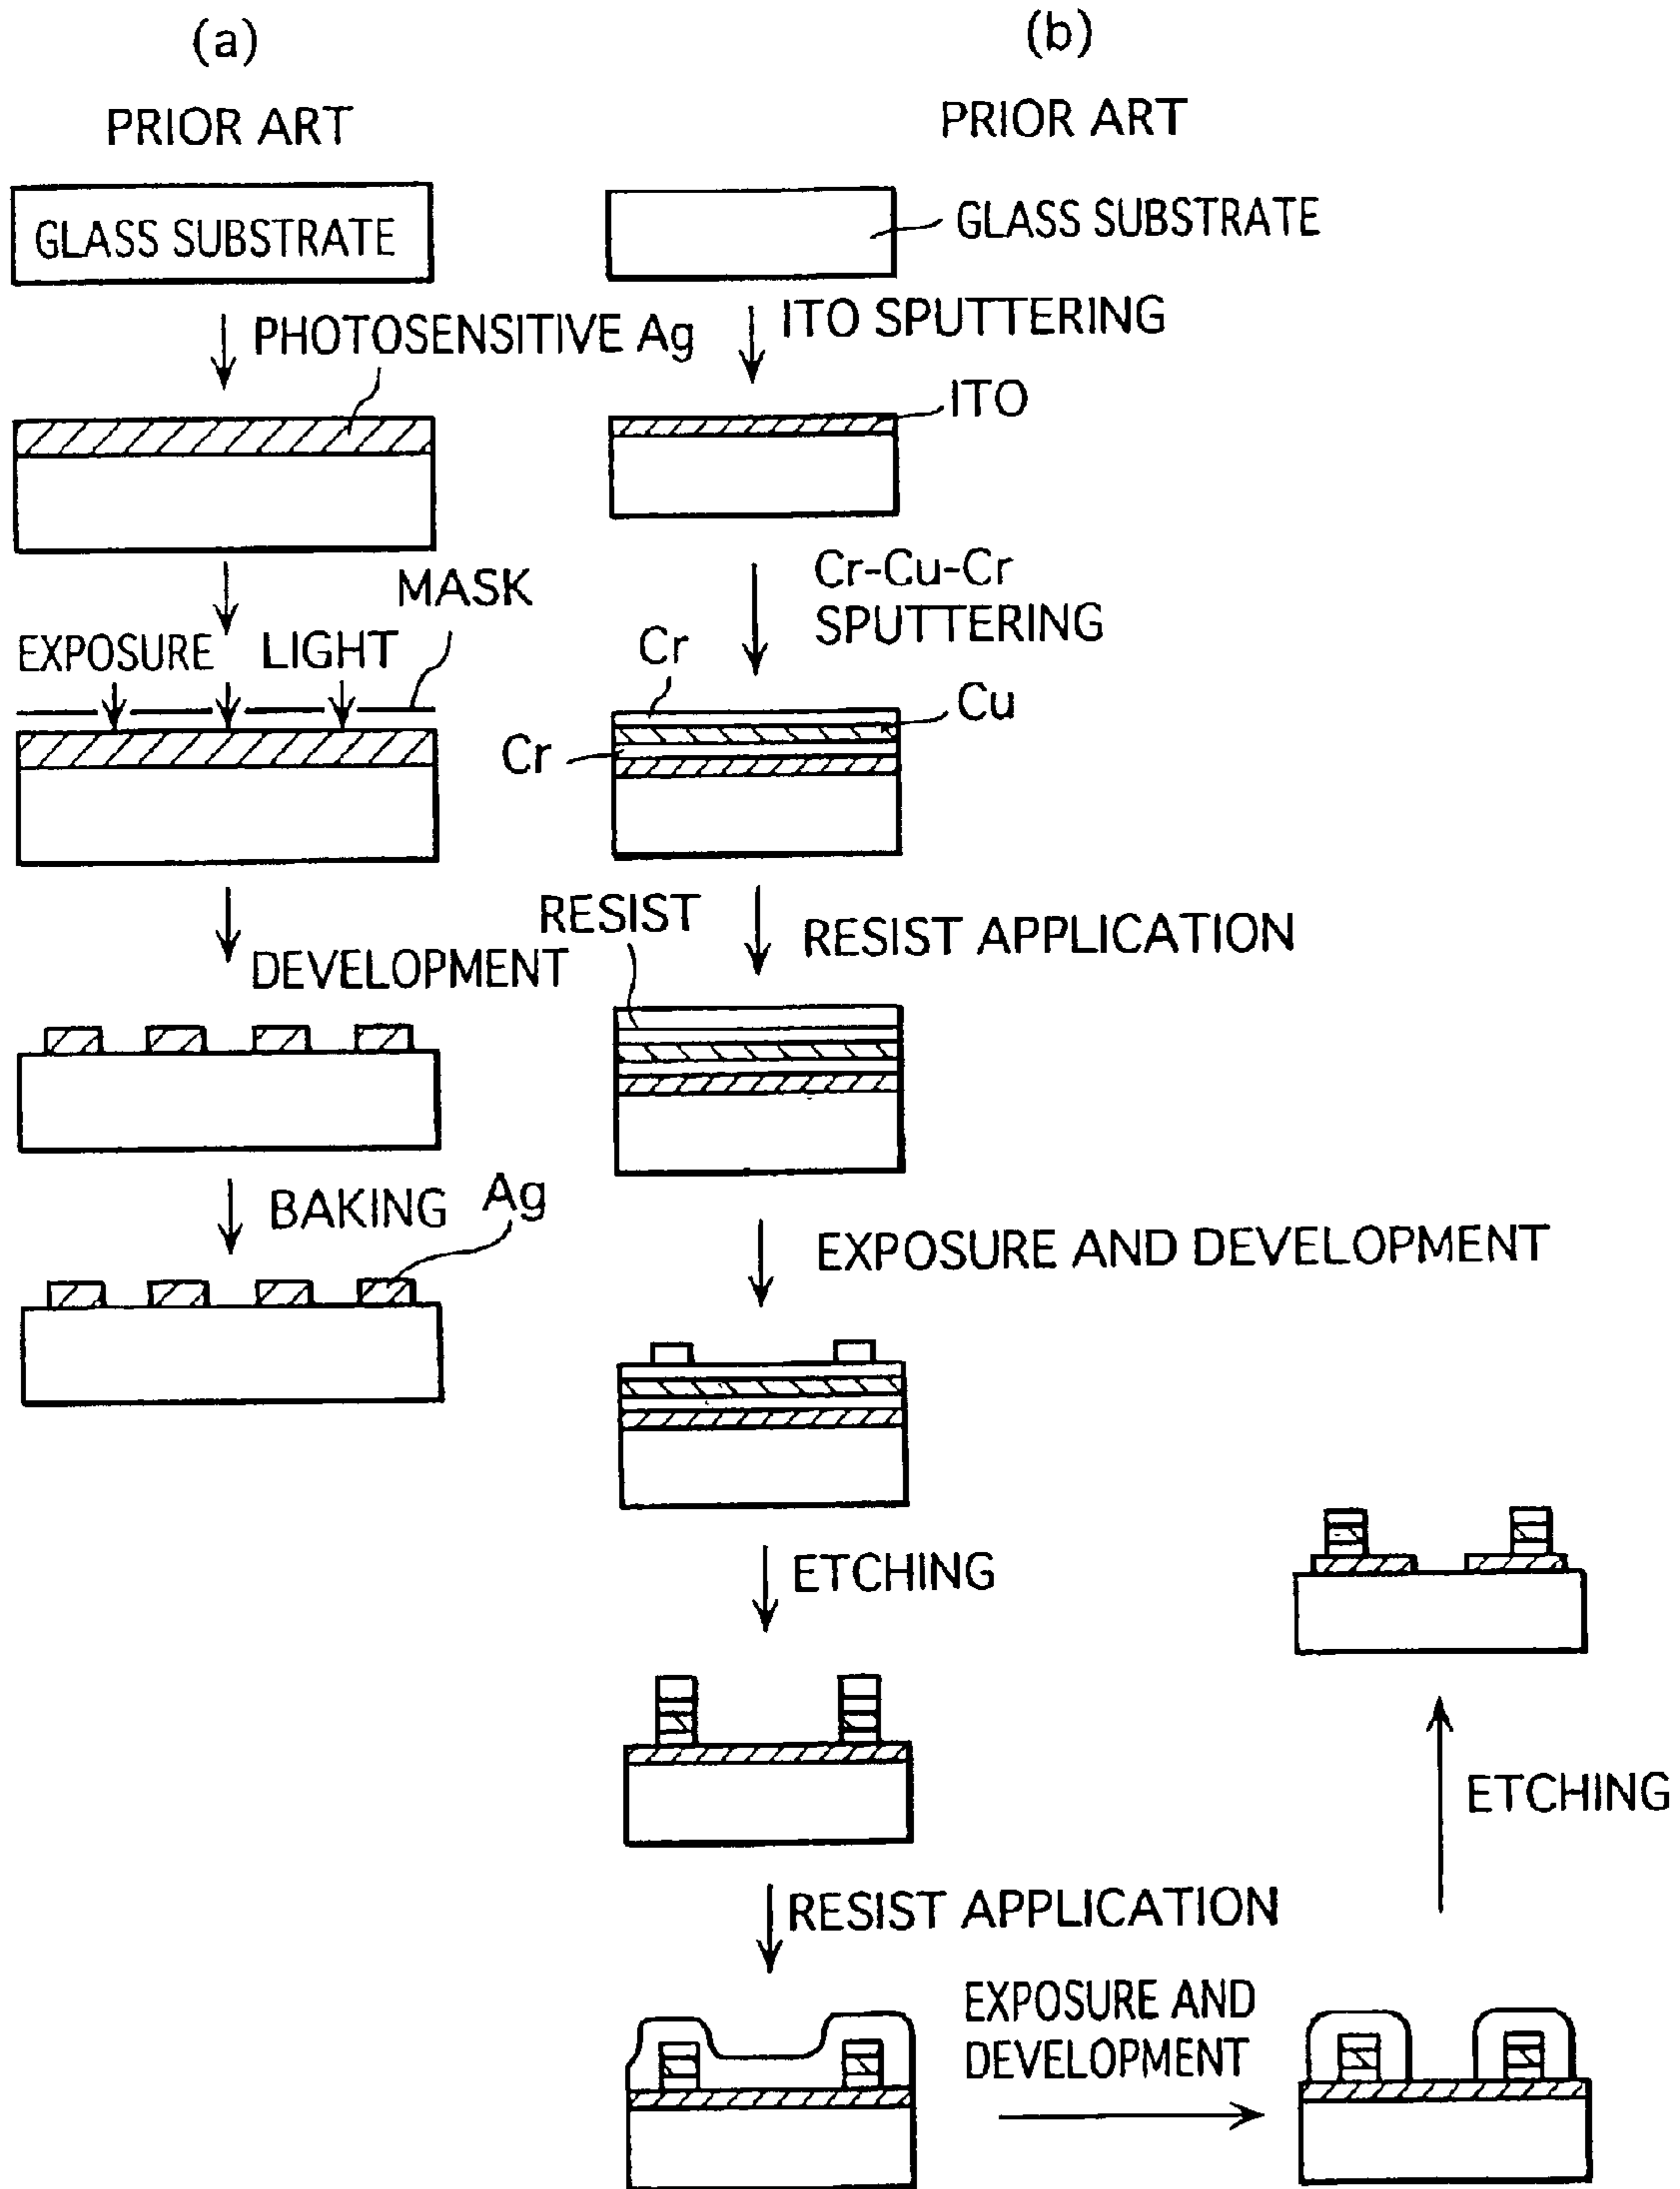 (a)
PRIOR ART
GLASS SUBSTRATE
PHOTOSENSITIVE Ag
MASK
EXPOSURE LIGHT
DEVELOPMENT
BAKING Ag
(b)
PRIOR ART
GLASS SUBSTRATE
ITO SPUTTERING
ITO
Cr-Cu-Cr
SPUTTERING
Cr
Cu
Cr
RESIST
RESIST APPLICATION
EXPOSURE AND DEVELOPMENT
ETCHING
RESIST APPLICATION
EXPOSURE AND
DEVELOPMENT
ETCHING